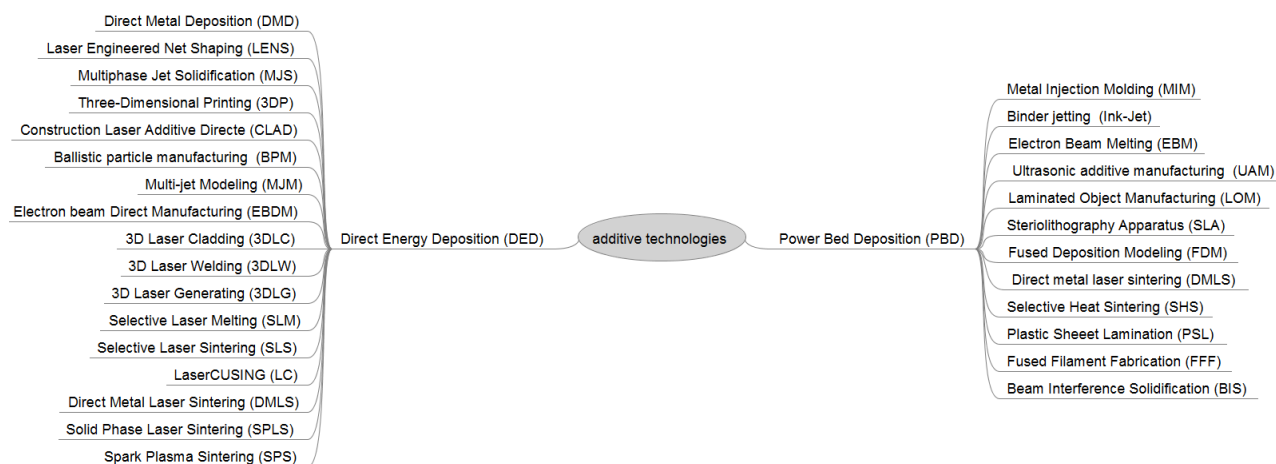 Direct Metal Deposition (DMD)
Laser Engineered Net Shaping (LENS)
Multiphase Jet Solidification (MJS)
Three-Dimensional Printing (3DP)
Construction Laser Additive Directe (CLAD)
Ballistic particle manufacturing (BPM)
Multi-jet Modeling (MJM)
Electron beam Direct Manufacturing (EBDM)
3D Laser Cladding (3DLC)
3D Laser Welding (3DLW)
3D Laser Generating (3DLG)
Selective Laser Melting (SLM)
Selective Laser Sintering (SLS)
LaserCUSING (LC)
Direct Metal Laser Sintering (DMLS)
Solid Phase Laser Sintering (SPLS)
Spark Plasma Sintering (SPS)
Direct Energy Deposition (DED)
additive technologies
Power Bed Deposition (PBD)
Metal Injection Molding (MIM)
Binder jetting (Ink-Jet)
Electron Beam Melting (EBM)
Ultrasonic additive manufacturing (UAM)
Laminated Object Manufacturing (LOM)
Steriolithography Apparatus (SLA)
Fused Deposition Modeling (FDM)
Direct metal laser sintering (DMLS)
Selective Heat Sintering (SHS)
Plastic Sheeet Lamination (PSL)
Fused Filament Fabrication (FFF)
Beam Interference Solidification (BIS)